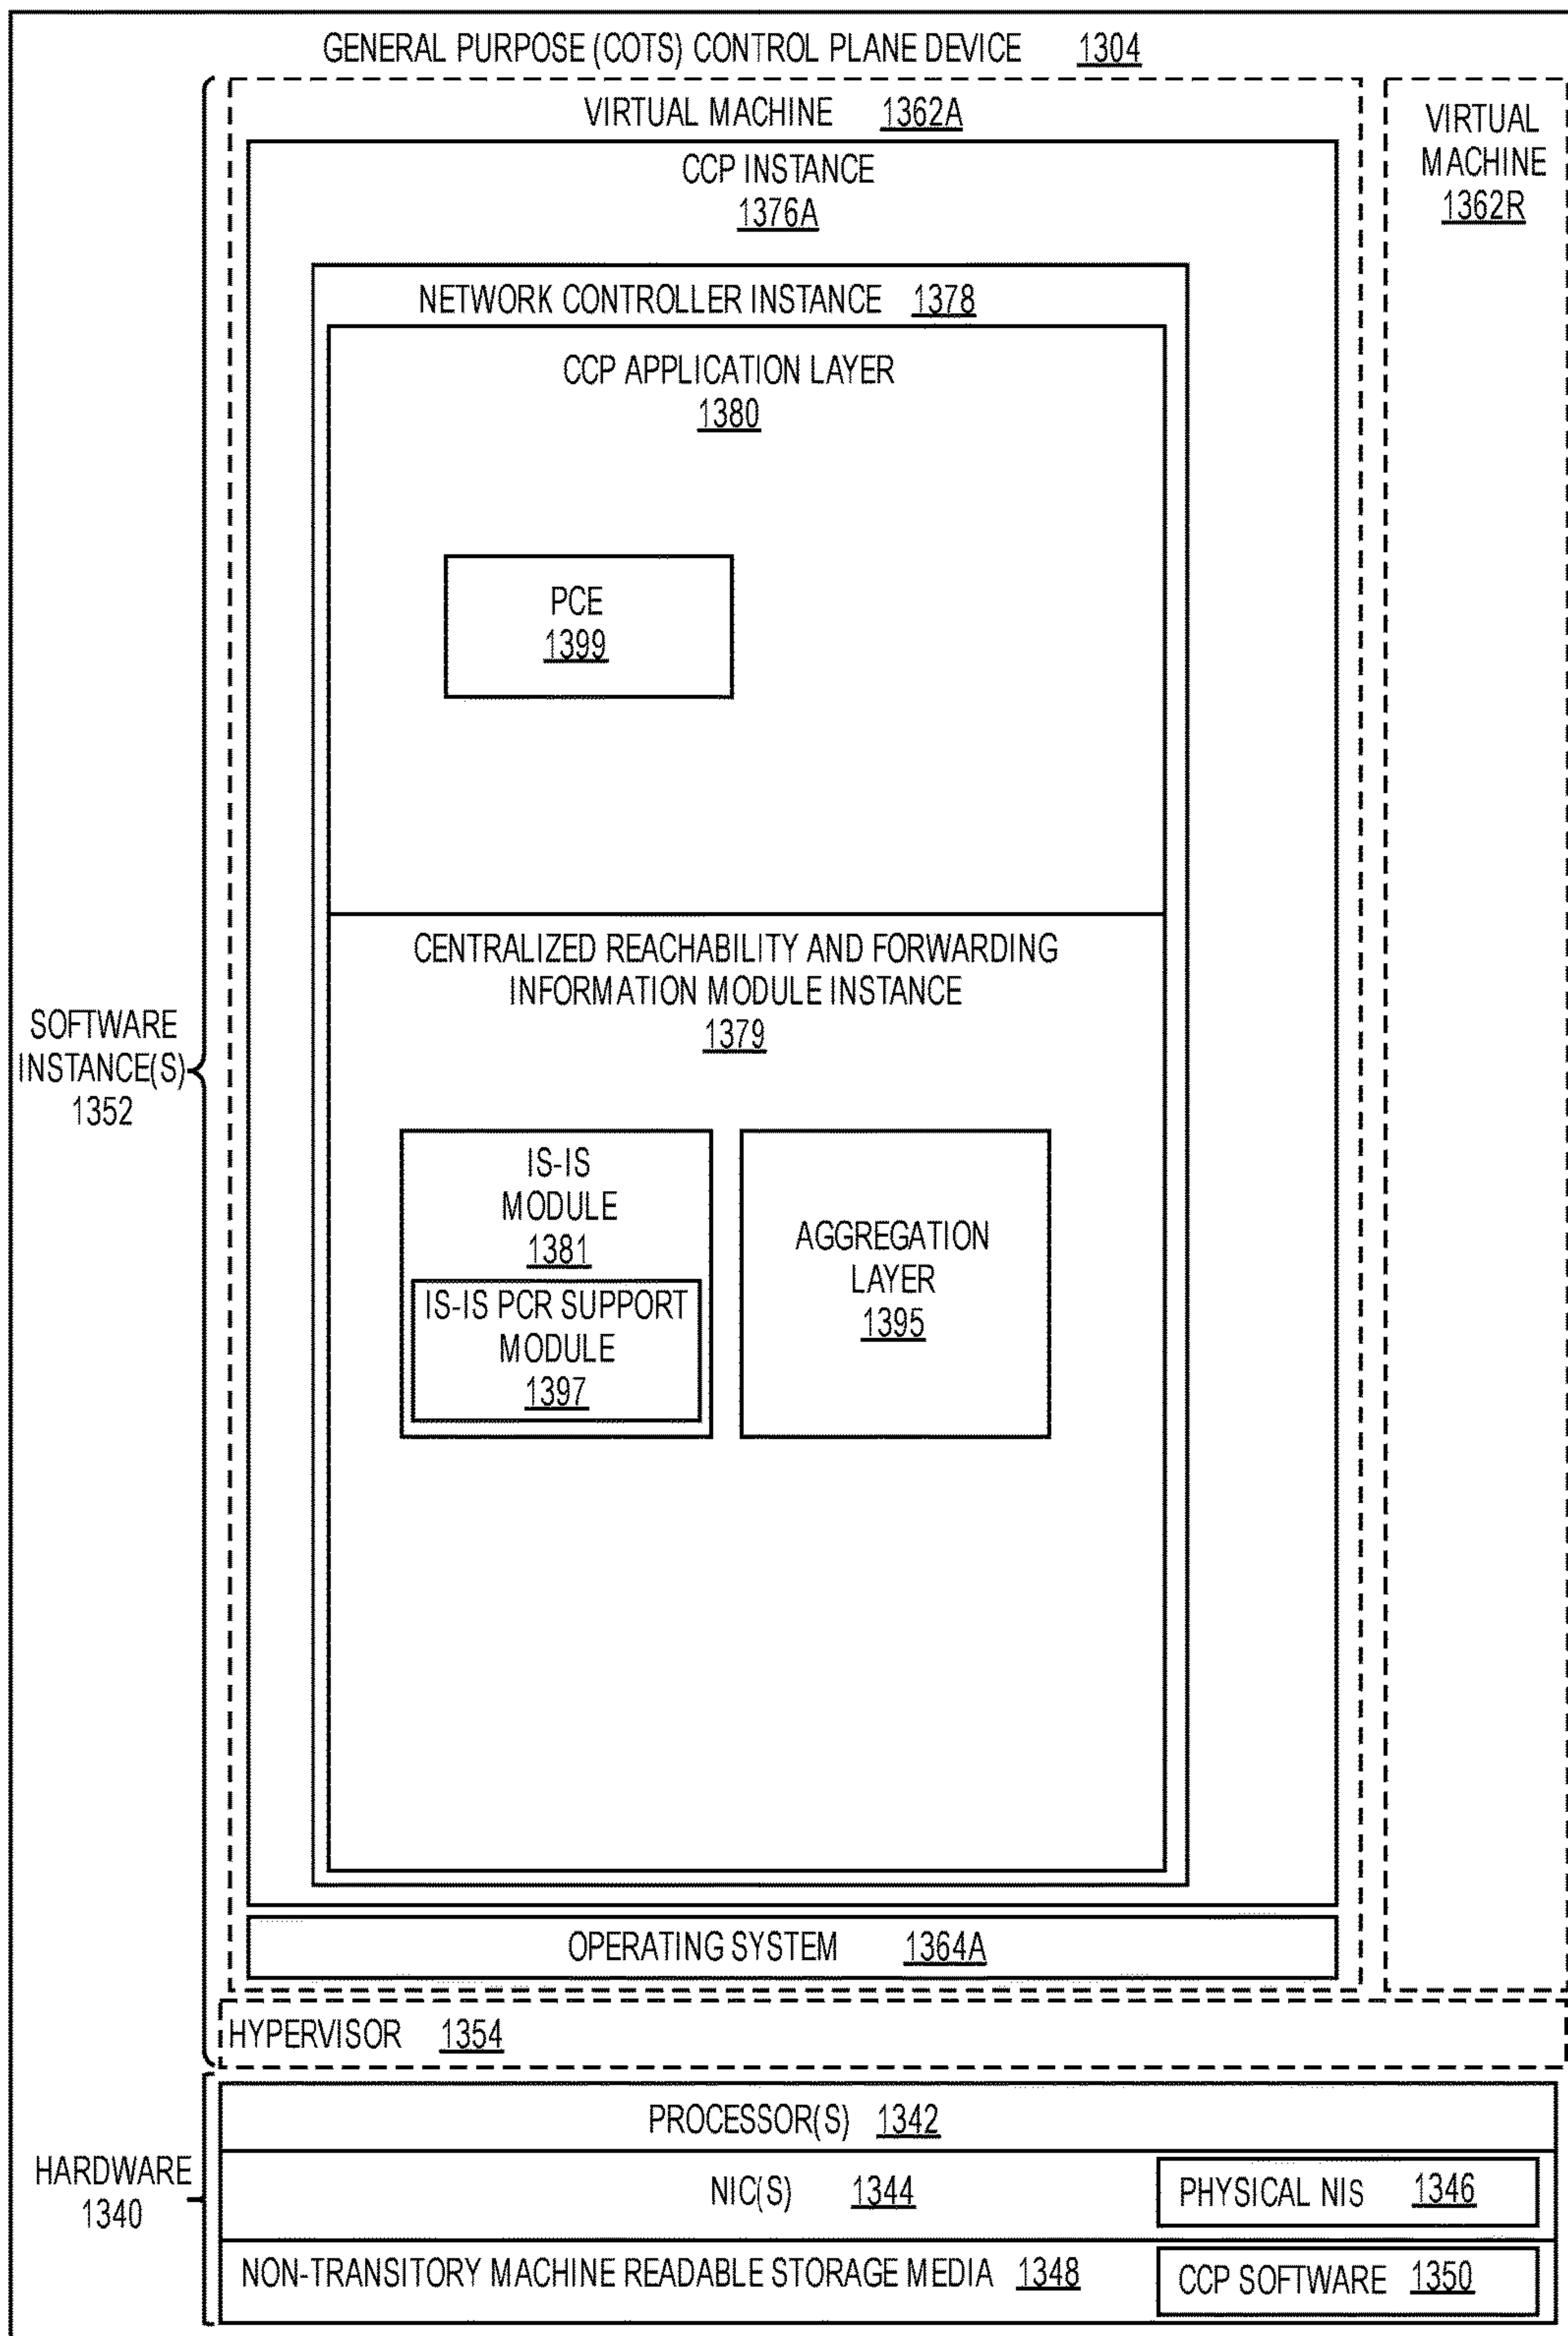 GENERAL PURPOSE (COTS) CONTROL PLANE DEVICE 1304
VIRTUAL MACHINE 1362A
VIRTUAL
MACHINE
1362R
CCP INSTANCE
1376A
NETWORK CONTROLLER INSTANCE 1378
CCP APPLICATION LAYER
1380
PCE
1399
CENTRALIZED REACHABILITY AND FORWARDING
INFORMATION MODULE INSTANCE
1379
SOFTWARE
INSTANCE(S)
1352
IS-IS
MODULE
1381
IS-IS PCR SUPPORT
MODULE
1397
AGGREGATION
LAYER
1395
OPERATING SYSTEM 1364A
HYPERVISOR 1354
HARDWARE
1340
PROCESSOR(S) 1342
NIC(S) 1344
PHYSICAL NIs 1346
NON-TRANSITORY MACHINE READABLE STORAGE MEDIA 1348
CCP SOFTWARE 1350